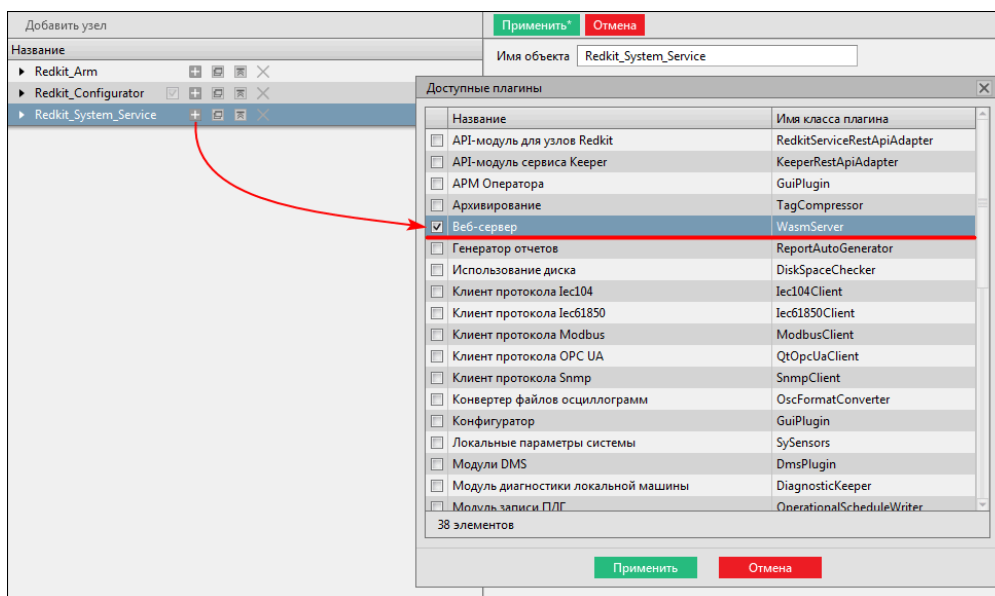 Добавить узел
Применить* Отмена
Название
Имя объекта Redkit_System_Service
Redkit_Arm
Redkit_Configurator
Redkit_System_Service
Доступные плагины
Название Имя класса плагина
API-модуль для узлов Redkit RedkitServiceRestApiAdapter
API-модуль сервиса Keeper KeeperRestApiAdapter
АРМ Оператора GuiPlugin
Архивирование TagCompressor
Веб-сервер WasmServer
Генератор отчетов ReportAutoGenerator
Использование диска DiskSpaceChecker
Клиент протокола Iec104 Iec104Client
Клиент протокола Iec61850 Iec61850Client
Клиент протокола Modbus ModbusClient
Клиент протокола OPC UA QtOpcUaClient
Клиент протокола Snmp SnmpClient
Конвертер файлов осциллограмм OscFormatConverter
Конфигуратор GuiPlugin
Локальные параметры системы SySensors
Модули DMS DmsPlugin
Модуль диагностики локальной машины DiagnosticKeeper
Модуль записи ПДГ OperationalScheduleWriter
38 элементов
Применить Отмена